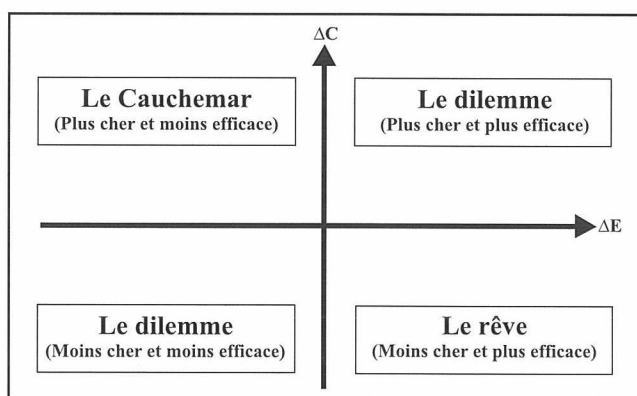 ΔC
Le Cauchemar
(Plus cher et moins efficace)
Le dilemme
(Plus cher et plus efficace)
ΔE
Le dilemme
(Moins cher et moins efficace)
Le rêve
(Moins cher et plus efficace)